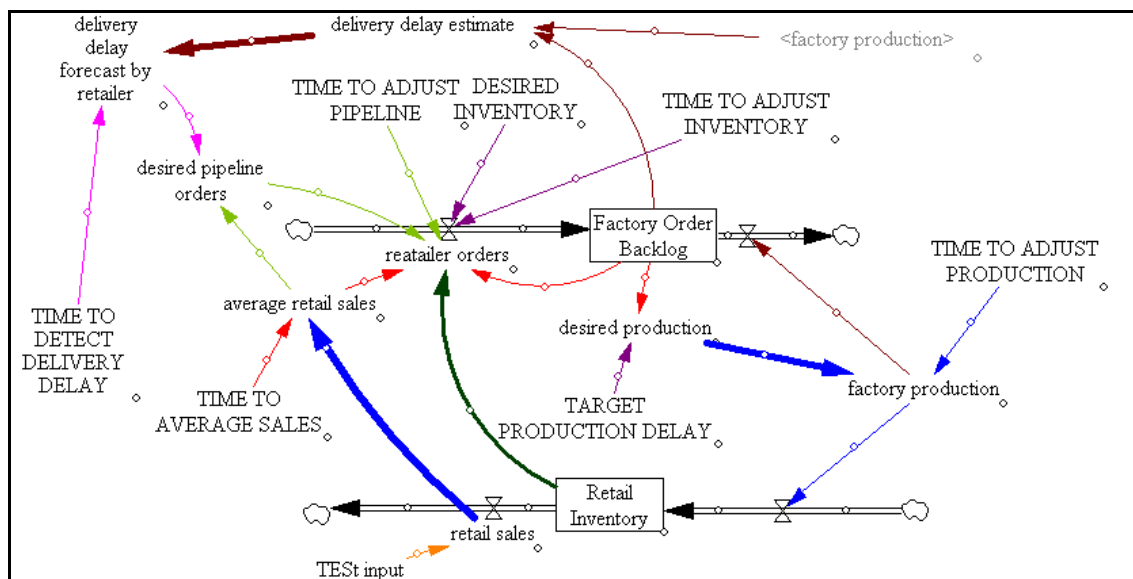 delivery
delay
forecast by
retailer
delivery delay estimate
<factory production>
TIME TO ADJUST
PIPELINE
DESIRED
INVENTORY
TIME TO ADJUST
INVENTORY
desired pipeline
orders
Factory Order
Backlog
reatailer orders
TIME TO ADJUST
PRODUCTION
average retail sales
desired production
TIME TO
DETECT
DELIVERY
DELAY
factory production
TIME TO
AVERAGE SALES
TARGET
PRODUCTION DELAY
Retail
Inventory
retail sales
TESt input